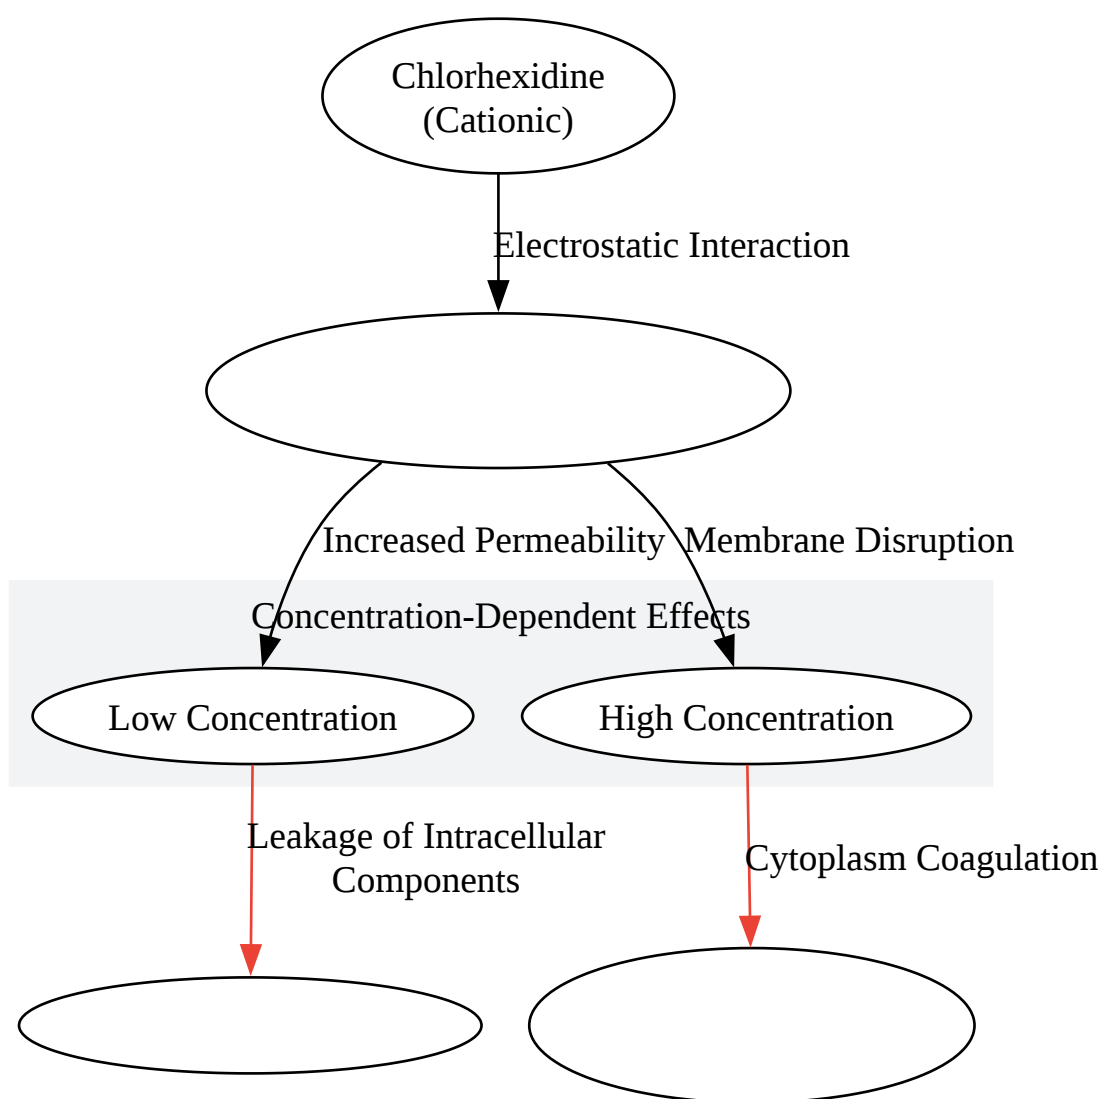 Chlorhexidine
(Cationic)
Electrostatic Interaction
Increased Permeability
Membrane Disruption
Concentration-Dependent Effects
Low Concentration
High Concentration
Leakage of Intracellular
Components
Cytoplasm Coagulation